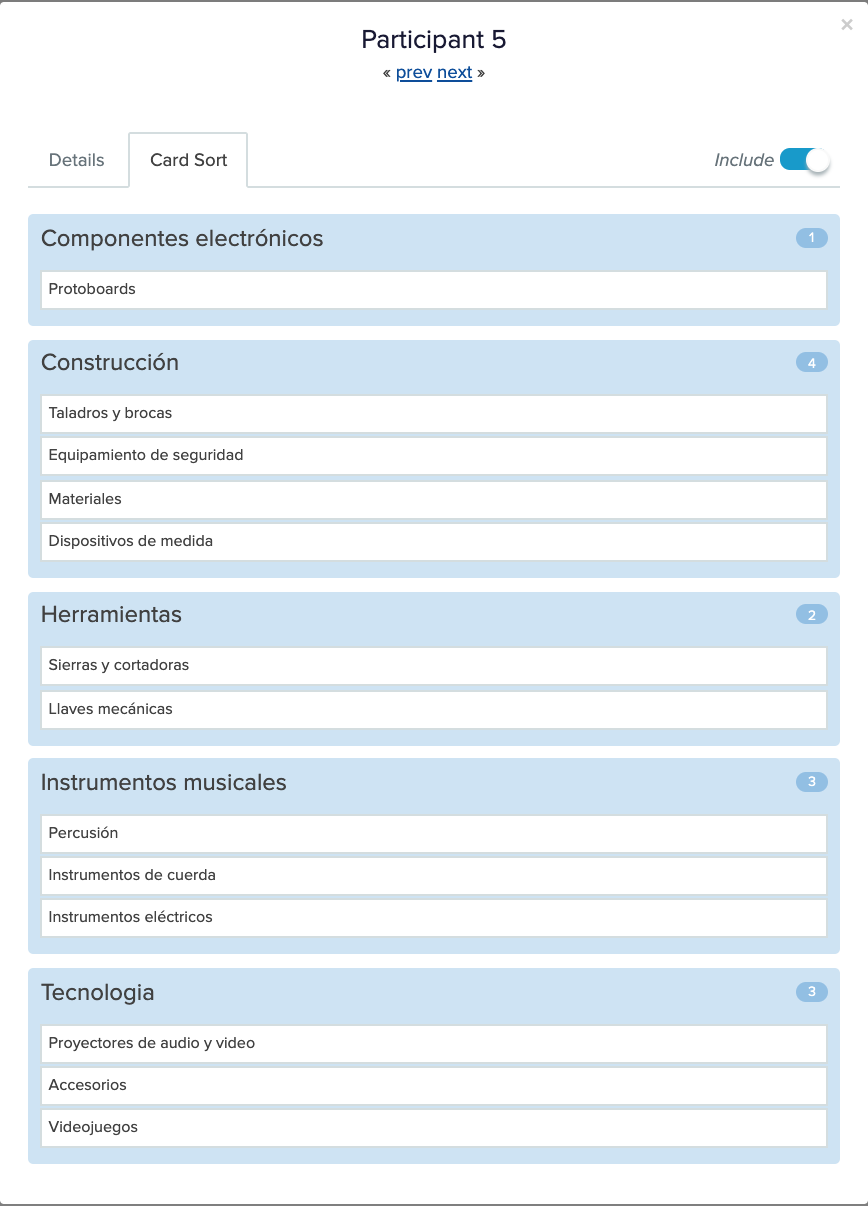 ×
Participant 5
« prev next »
Details
Card Sort
Include
Componentes electrónicos 1
Protoboards
Construcción 4
Taladros y brocas
Equipamiento de seguridad
Materiales
Dispositivos de medida
Herramientas 2
Sierras y cortadoras
Llaves mecánicas
Instrumentos musicales 3
Percusión
Instrumentos de cuerda
Instrumentos eléctricos
Tecnologia 3
Proyectores de audio y video
Accesorios
Videojuegos